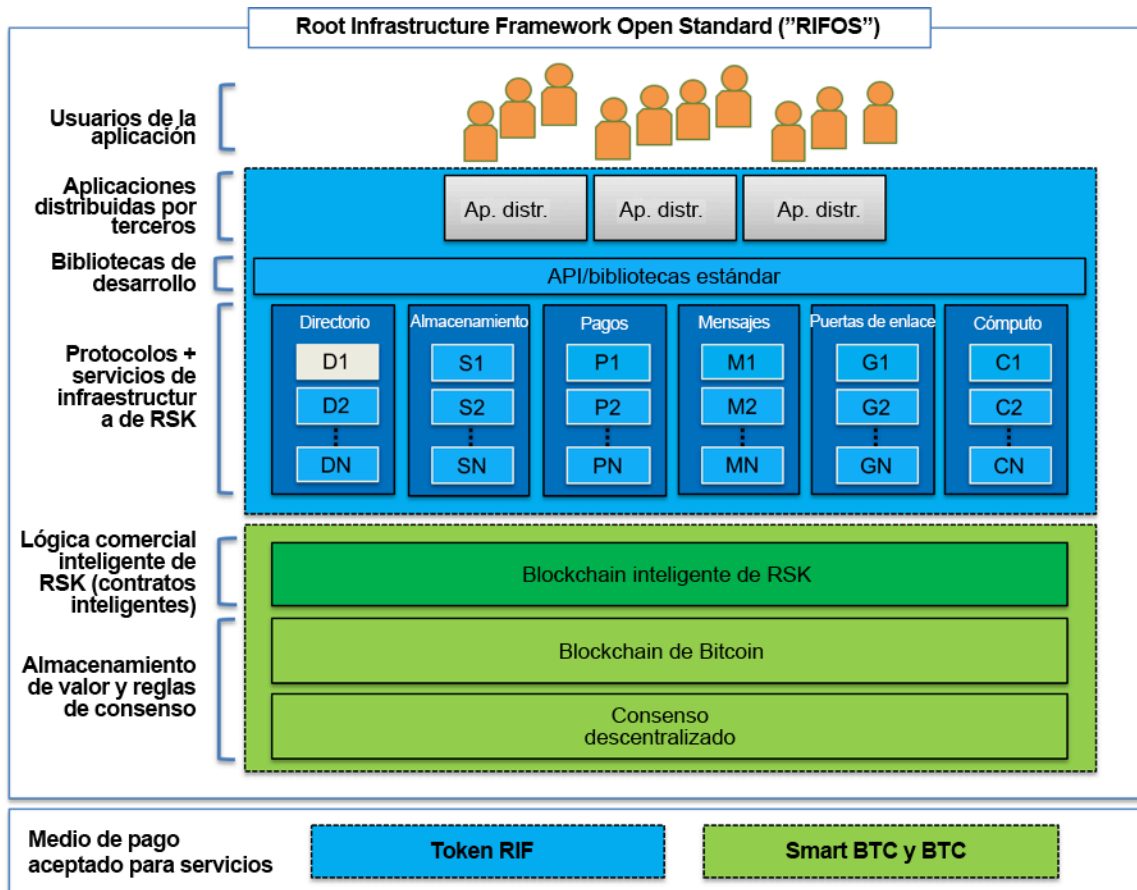 Root Infrastructure Framework Open Standard ("RIFOS")
Usuarios de la
aplicación
Aplicaciones
distribuidas por
terceros
Ap. distr.
Ap. distr.
Ap. distr.
Bibliotecas de
desarrollo
API/bibliotecas estándar
Protocolos +
servicios de
infraestructur
a de RSK
Directorio
D1
D2
DN
Almacenamiento
S1
S2
SN
Pagos
P1
P2
PN
Mensajes
M1
M2
MN
Puertas de enlace
G1
G2
GN
Cómputo
C1
C2
CN
Lógica comercial
inteligente de
RSK (contratos
inteligentes)
Blockchain inteligente de RSK
Almacenamiento
de valor y reglas
de consenso
Blockchain de Bitcoin
Consenso
descentralizado
Medio de pago
aceptado para servicios
Token RIF
Smart BTC y BTC